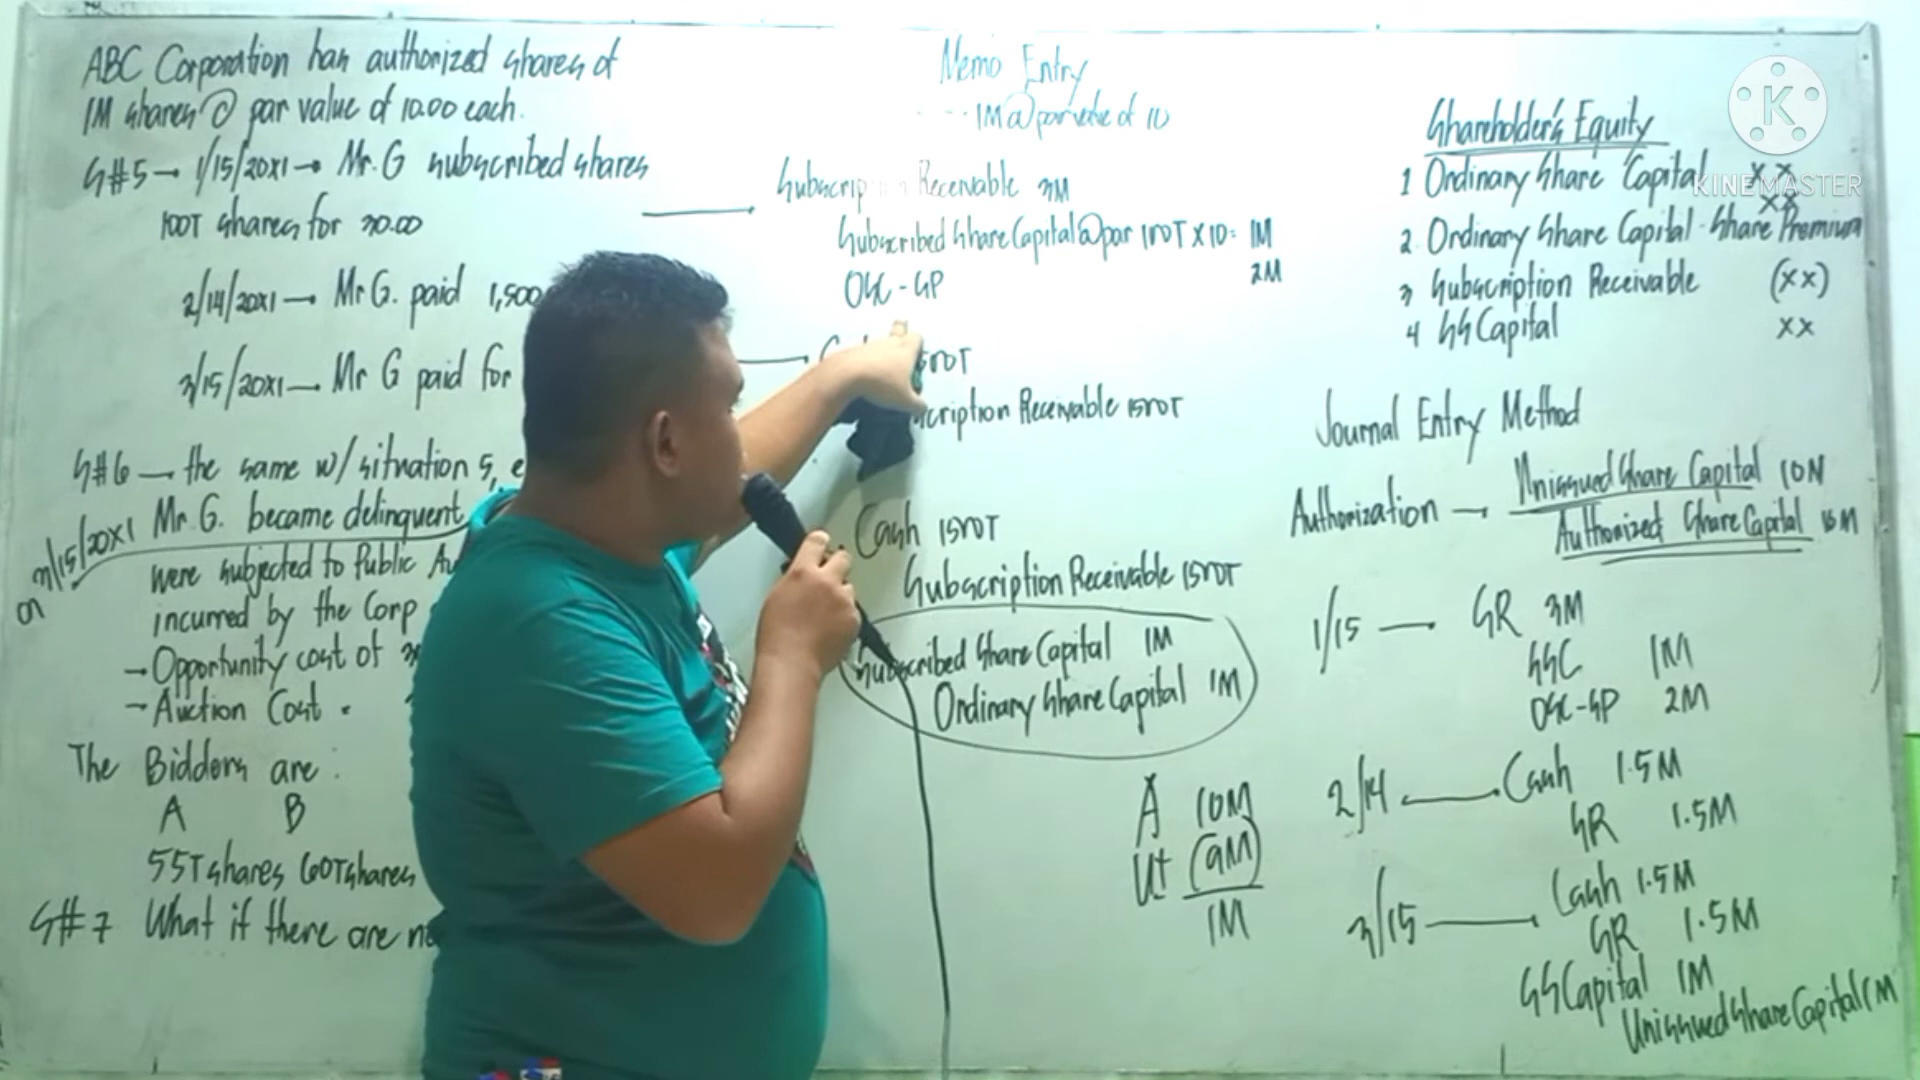 ABC Corporation has authorized shares of
1M shares @ par value of 10.00 each.
S#5 → 1/15/20x1 → Mr. G subscribed shares
100T shares for 30.00
2/14/20x1 → Mr G. paid 1,500
3/15/20x1 → Mr G paid for
S#6 → the same w/ situation 5, e
on 3/15/20x1 Mr. G. became delinquent
were subjected to Public Au
incurred by the Corp
- Opportunity cost of
- Auction Cost
The Bidders are :
A B
55T shares 60T shares
S#7 What if there are no
Memo Entry
---- 1M @ par value of 10
Subscrip n Receivable 3M
Subscribed Share Capital @ par 100T X 10 = 1M
OSC - SP 2M
C 1500T
cription Receivable 1500T
Cash 1500T
Subscription Receivable 1500T
Subscribed Share Capital 1M
Ordinary Share Capital 1M
A 10M
(9M)
1M
Shareholder's Equity
1 Ordinary Share Capital xx
xx
2. Ordinary Share Capital - Share Premium
3 Subscription Receivable (xx)
4 SS Capital xx
Journal Entry Method
Authorization → Unissued Share Capital 10M
Authorized Share Capital 10M
1/15 — SR 3M
SSC 1M
OSC-SP 2M
2/14 — Cash 1.5M
SR 1.5M
3/15 — Cash 1.5M
SR 1.5M
SS Capital 1M
Unissued Share Capital 1M
K
KINEMASTER